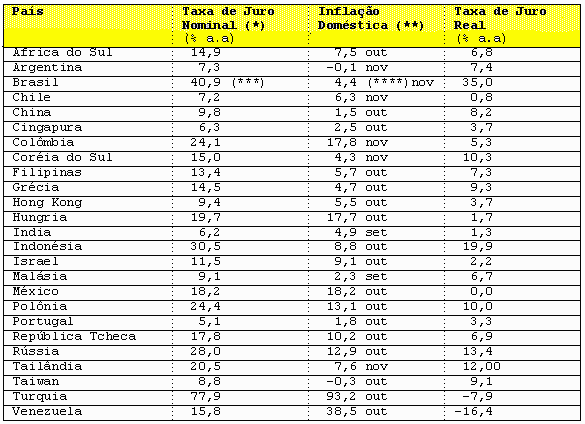 País Taxa de Juro Inflação Taxa de Juro
Nominal (*) Doméstica (**) Real
(% a.a) (% a.a)
África do Sul 14,9 7,5 out 6,8
Argentina 7,3 -0,1 nov 7,4
Brasil 40,9 (***) 4,4 (****)nov 35,0
Chile 7,2 6,3 nov 0,8
China 9,8 1,5 out 8,2
Cingapura 6,3 2,5 out 3,7
Colômbia 24,1 17,8 nov 5,3
Coréia do Sul 15,0 4,3 nov 10,3
Filipinas 13,4 5,7 out 7,3
Grécia 14,5 4,7 out 9,3
Hong Kong 9,4 5,5 out 3,7
Hungria 19,7 17,7 out 1,7
India 6,2 4,9 set 1,3
Indonésia 30,5 8,8 out 19,9
Israel 11,5 9,1 out 2,2
Malásia 9,1 2,3 set 6,7
México 18,2 18,2 out 0,0
Polônia 24,4 13,1 out 10,0
Portugal 5,1 1,8 out 3,3
República Tcheca 17,8 10,2 out 6,9
Rússia 28,0 12,9 out 13,4
Tailândia 20,5 7,6 nov 12,00
Taiwan 8,8 -0,3 out 9,1
Turquia 77,9 93,2 out -7,9
Venezuela 15,8 38,5 out -16,4